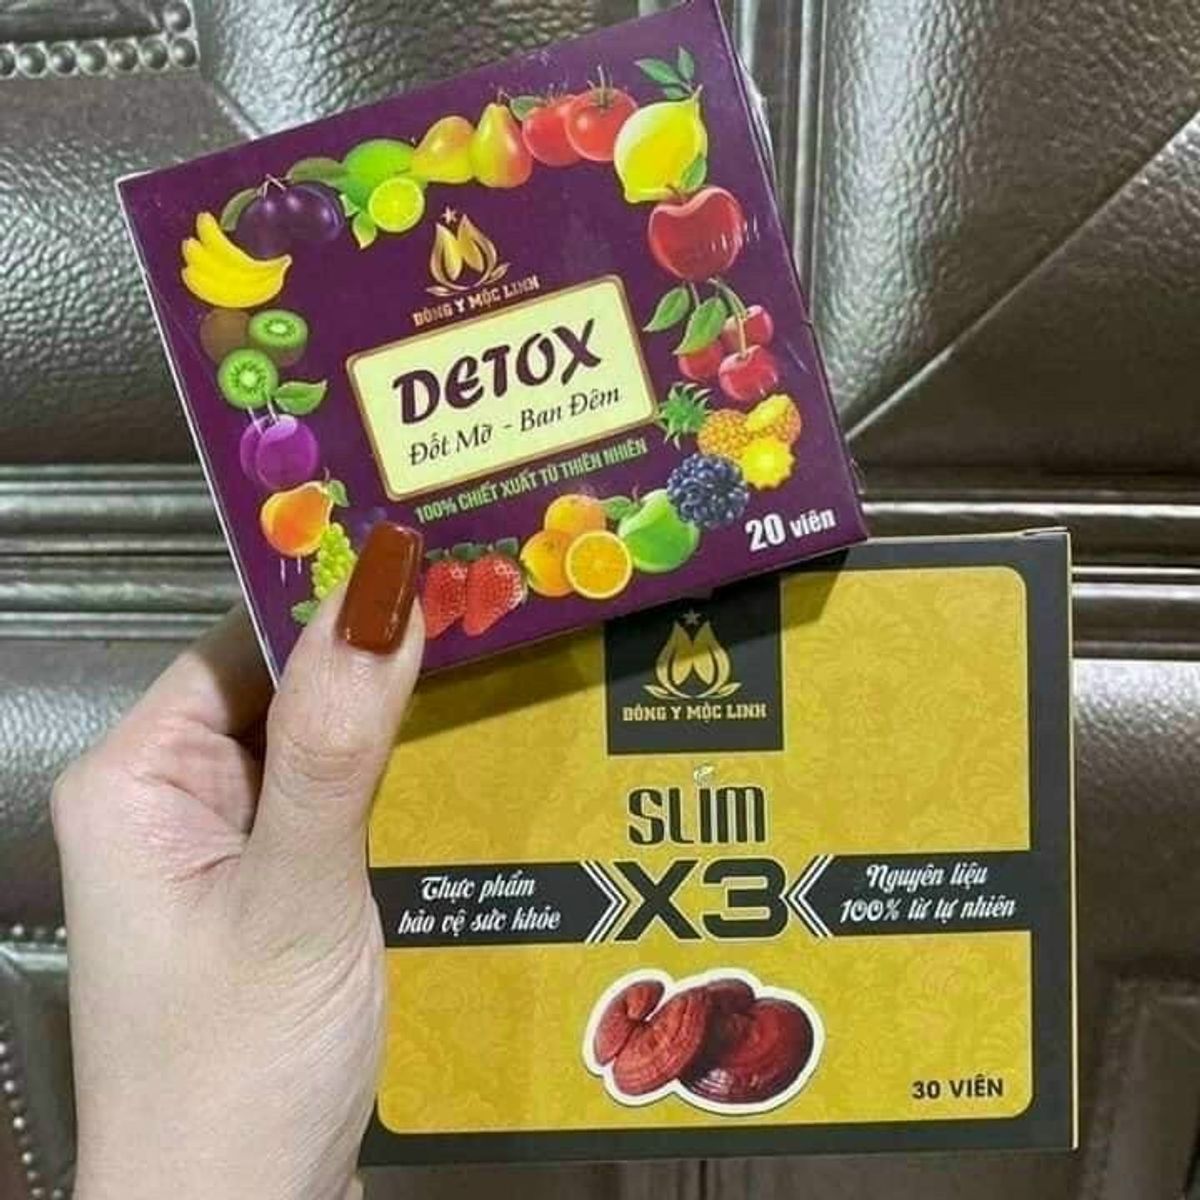 ĐÔNG Y MỘC LINH
DETOX
Đốt Mỡ - Ban Đêm
100% CHIẾT XUẤT TỪ THIÊN NHIÊN
20 viên
ĐÔNG Y MỘC LINH
SLIM
X3
Thực phẩm
bảo vệ sức khỏe
Nguyên liệu
100% từ tự nhiên
30 VIÊN